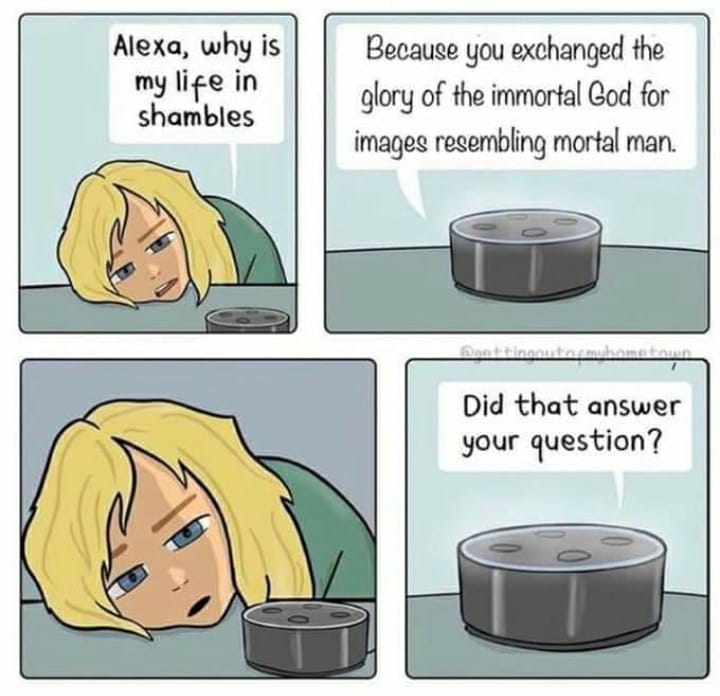 Alexa, why is
my life in
shambles
Because you exchanged the
glory of the immortal God for
images resembling mortal man.
@gettingoutofmyhometown
Did that answer
your question?